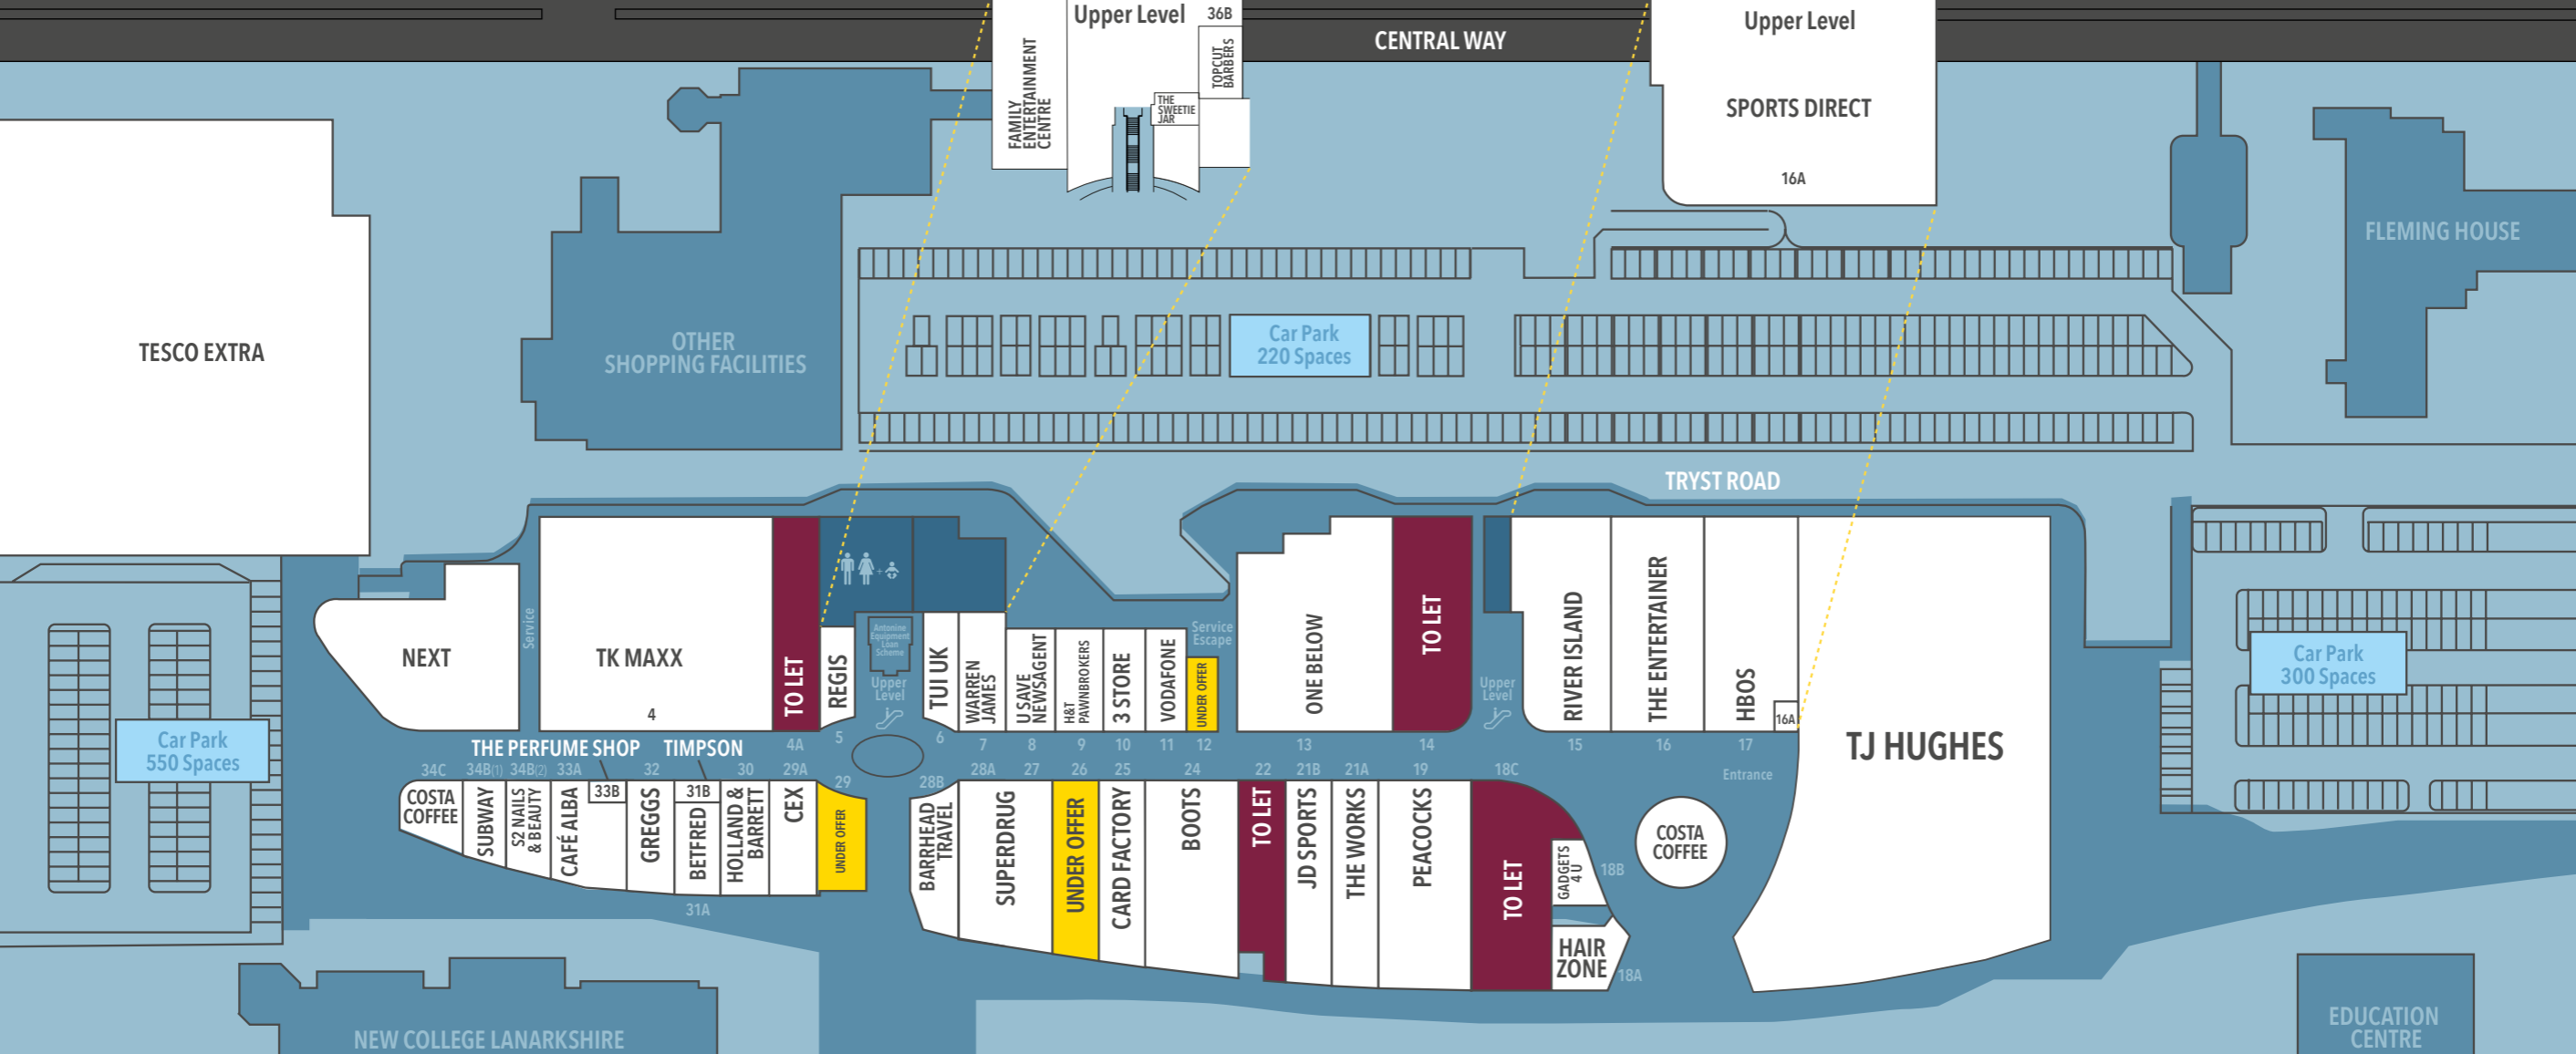 Upper Level
36B
CENTRAL WAY
Upper Level
FAMILY
ENTERTAINMENT
CENTRE
TOPCUT
BARBERS
THE
SWEETIE
JAR
SPORTS DIRECT
16A
FLEMING HOUSE
TESCO EXTRA
OTHER
SHOPPING FACILITIES
Car Park
220 Spaces
TRYST ROAD
NEXT
Service
TK MAXX
4
TO LET
REGIS
Antonine
Equipment
Loan
Scheme
Upper
Level
TUI UK
WARREN
JAMES
U SAVE
NEWSAGENT
H&T
PAWNBROKERS
3 STORE
VODAFONE
Service
Escape
UNDER OFFER
ONE BELOW
TO LET
Upper
Level
RIVER ISLAND
THE ENTERTAINER
HBOS
16A
TJ HUGHES
Car Park
300 Spaces
Car Park
550 Spaces
THE PERFUME SHOP
TIMPSON
4A
5
6
7
8
9
10
11
12
13
14
15
16
17
Entrance
34C
34B(1)
34B(2)
33A
32
30
29A
29
28B
28A
27
26
25
24
22
21B
21A
19
18C
COSTA
COFFEE
SUBWAY
S2 NAILS
& BEAUTY
CAFÉ ALBA
33B
GREGGS
31B
BETFRED
HOLLAND &
BARRETT
CEX
UNDER OFFER
BARRHEAD
TRAVEL
SUPERDRUG
UNDER OFFER
CARD FACTORY
BOOTS
TO LET
JD SPORTS
THE WORKS
PEACOCKS
TO LET
GADGETS
4 U
18B
COSTA
COFFEE
31A
HAIR
ZONE
18A
NEW COLLEGE LANARKSHIRE
EDUCATION
CENTRE